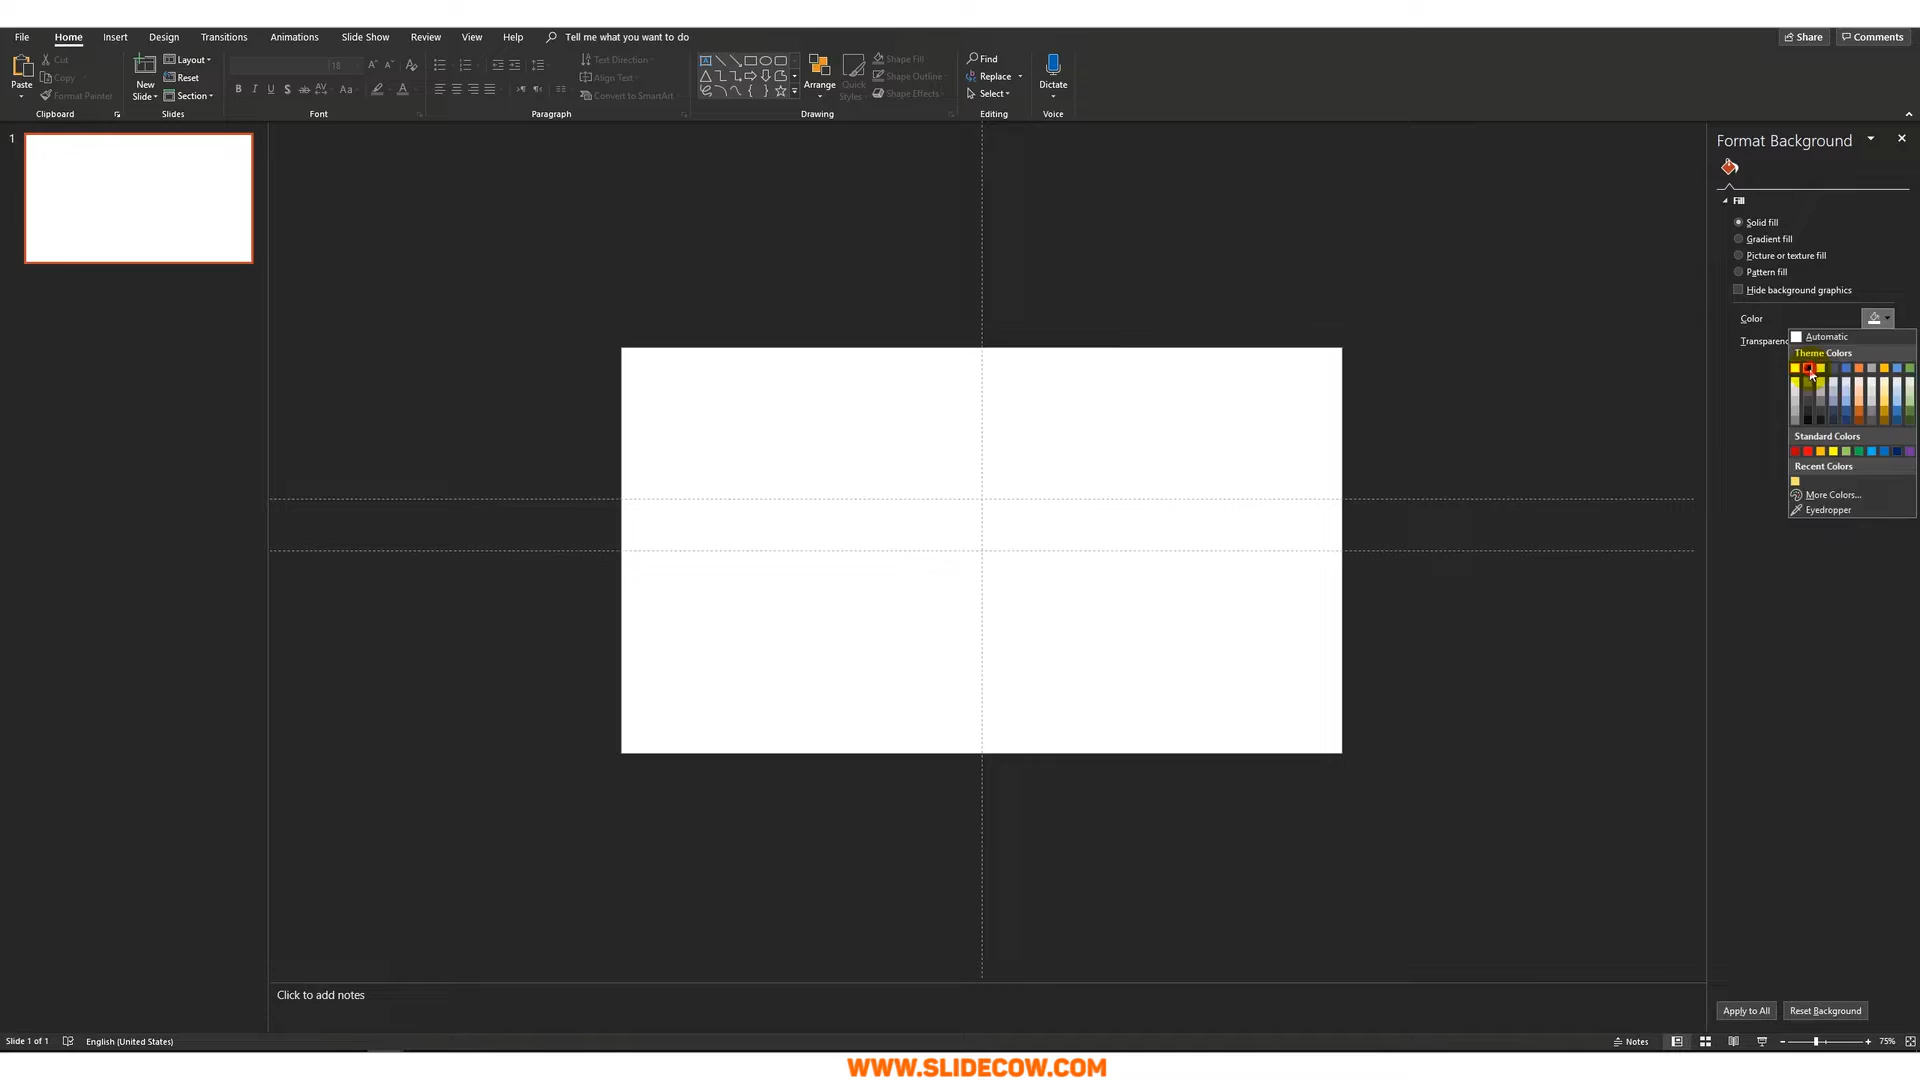 File Home Insert Design Transitions Animations Slide Show Review View Help Tell me what you want to do Share Comments
Paste
Cut
Copy
Format Painter
Clipboard
New
Slide
Layout
Reset
Section
Slides
18
B I U S ab AV Aa A
Font
Text Direction
Align Text
Convert to SmartArt
Paragraph
Arrange
Quick
Styles
Shape Fill
Shape Outline
Shape Effects
Drawing
Find
Replace
Select
Editing
Dictate
Voice
1
Format Background
Fill
Solid fill
Gradient fill
Picture or texture fill
Pattern fill
Hide background graphics
Color
Transparenc
Automatic
Theme Colors
Standard Colors
Recent Colors
More Colors...
Eyedropper
Click to add notes
Apply to All Reset Background
Slide 1 of 1 English (United States) Notes 75%
WWW.SLIDECOW.COM